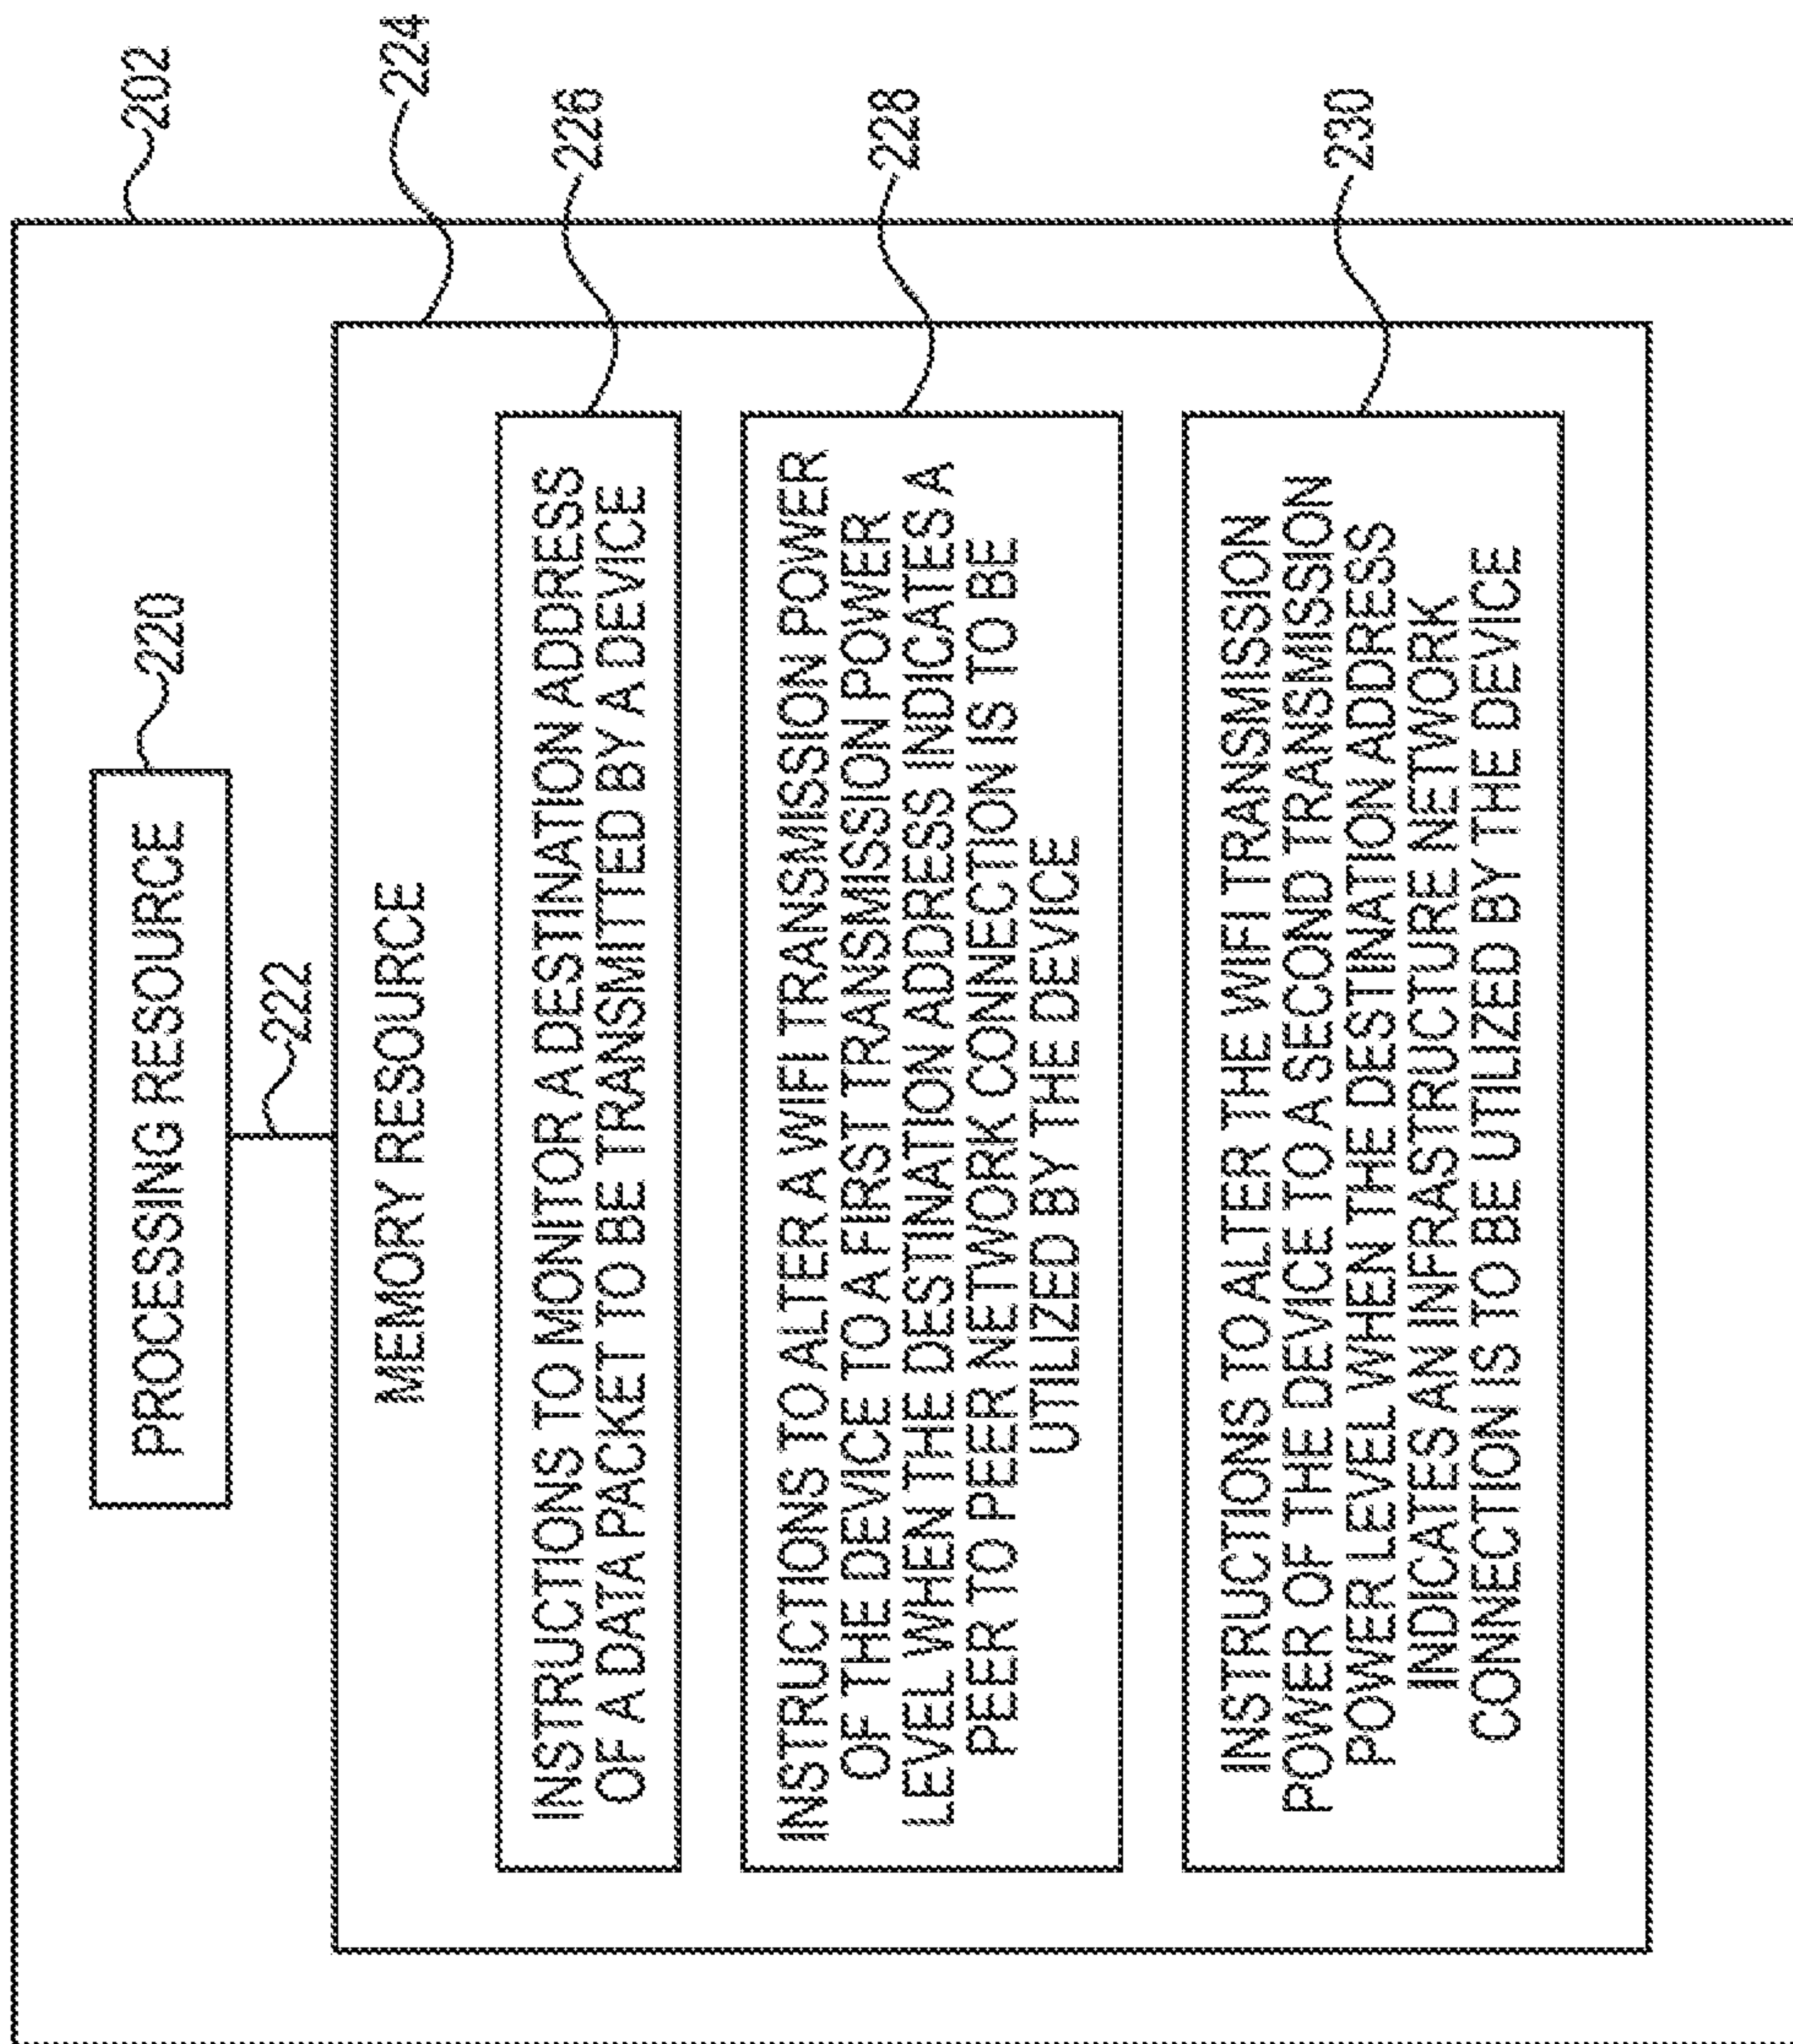 202
220
PROCESSING RESOURCE
222
224
MEMORY RESOURCE
226
INSTRUCTIONS TO MONITOR A DESTINATION ADDRESS
OF A DATA PACKET TO BE TRANSMITTED BY A DEVICE
228
INSTRUCTIONS TO ALTER A WIFI TRANSMISSION POWER
OF THE DEVICE TO A FIRST TRANSMISSION POWER
LEVEL WHEN THE DESTINATION ADDRESS INDICATES A
PEER TO PEER NETWORK CONNECTION IS TO BE
UTILIZED BY THE DEVICE
230
INSTRUCTIONS TO ALTER THE WIFI TRANSMISSION
POWER OF THE DEVICE TO A SECOND TRANSMISSION
POWER LEVEL WHEN THE DESTINATION ADDRESS
INDICATES AN INFRASTRUCTURE NETWORK
CONNECTION IS TO BE UTILIZED BY THE DEVICE